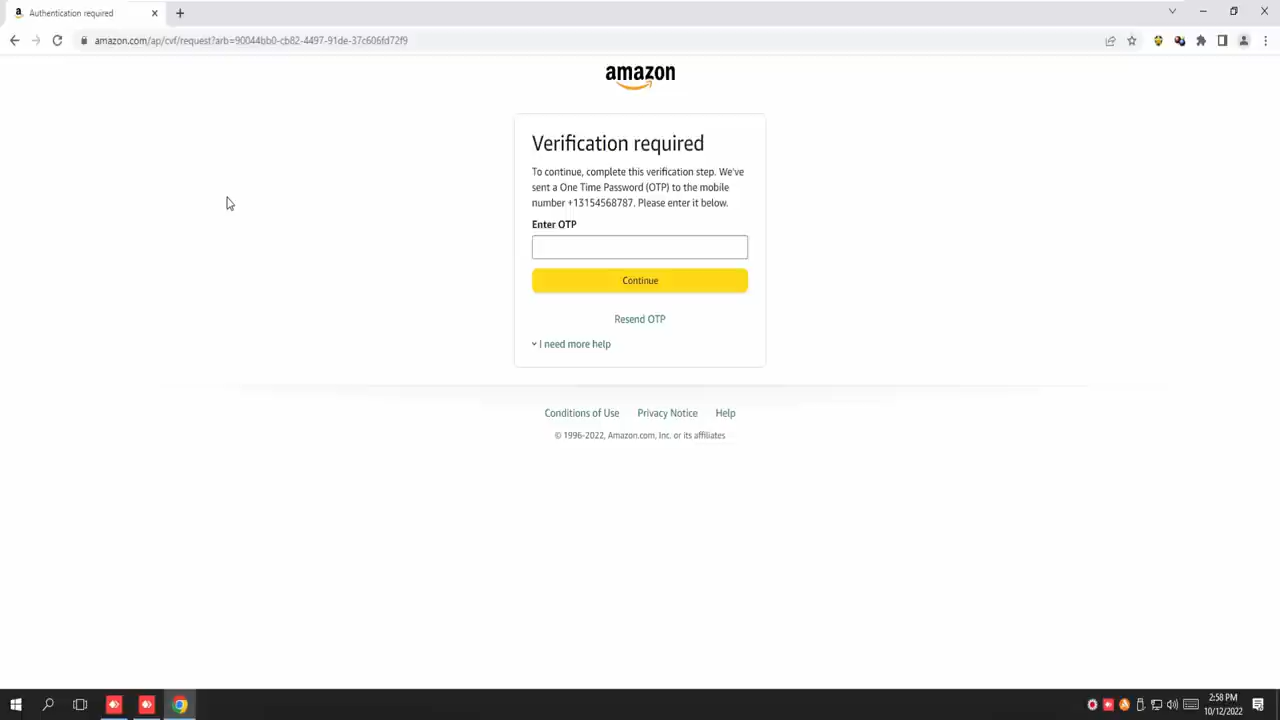 Authentication required
amazon.com/ap/cvf/request?arb=90044bb0-cb82-4497-91de-37c606fd72f9
amazon
Verification required
To continue, complete this verification step. We've
sent a One Time Password (OTP) to the mobile
number +13154568787. Please enter it below.
Enter OTP
Continue
Resend OTP
I need more help
Conditions of Use Privacy Notice Help
© 1996-2022, Amazon.com, Inc. or its affiliates
2:58 PM
10/12/2022